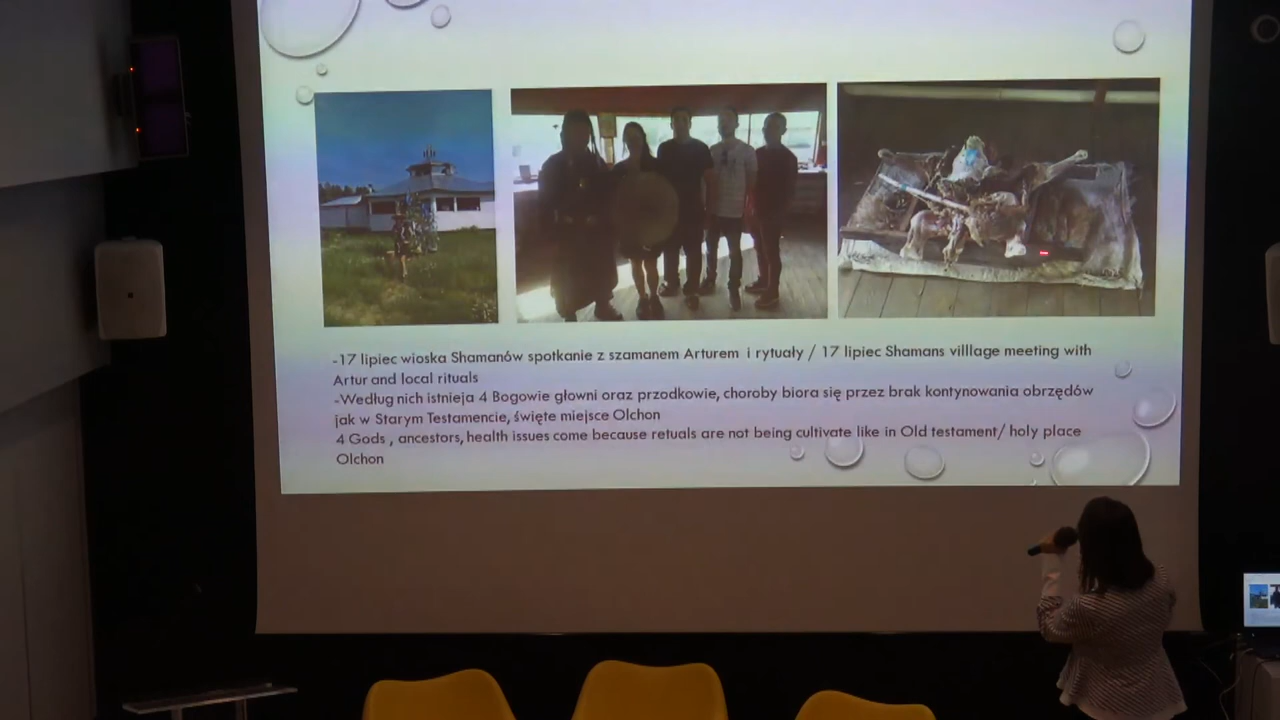 -17 lipiec wioska Shamanów spotkanie z szamanem Arturem i rytuały / 17 lipiec Shamans villlage meeting with
Artur and local rituals
-Według nich istnieja 4 Bogowie głowni oraz przodkowie, choroby biora się przez brak kontynowania obrzędów
jak w Starym Testamencie, święte miejsce Olchon
4 Gods , ancestors, health issues come because retuals are not being cultivate like in Old testament/ holy place
Olchon